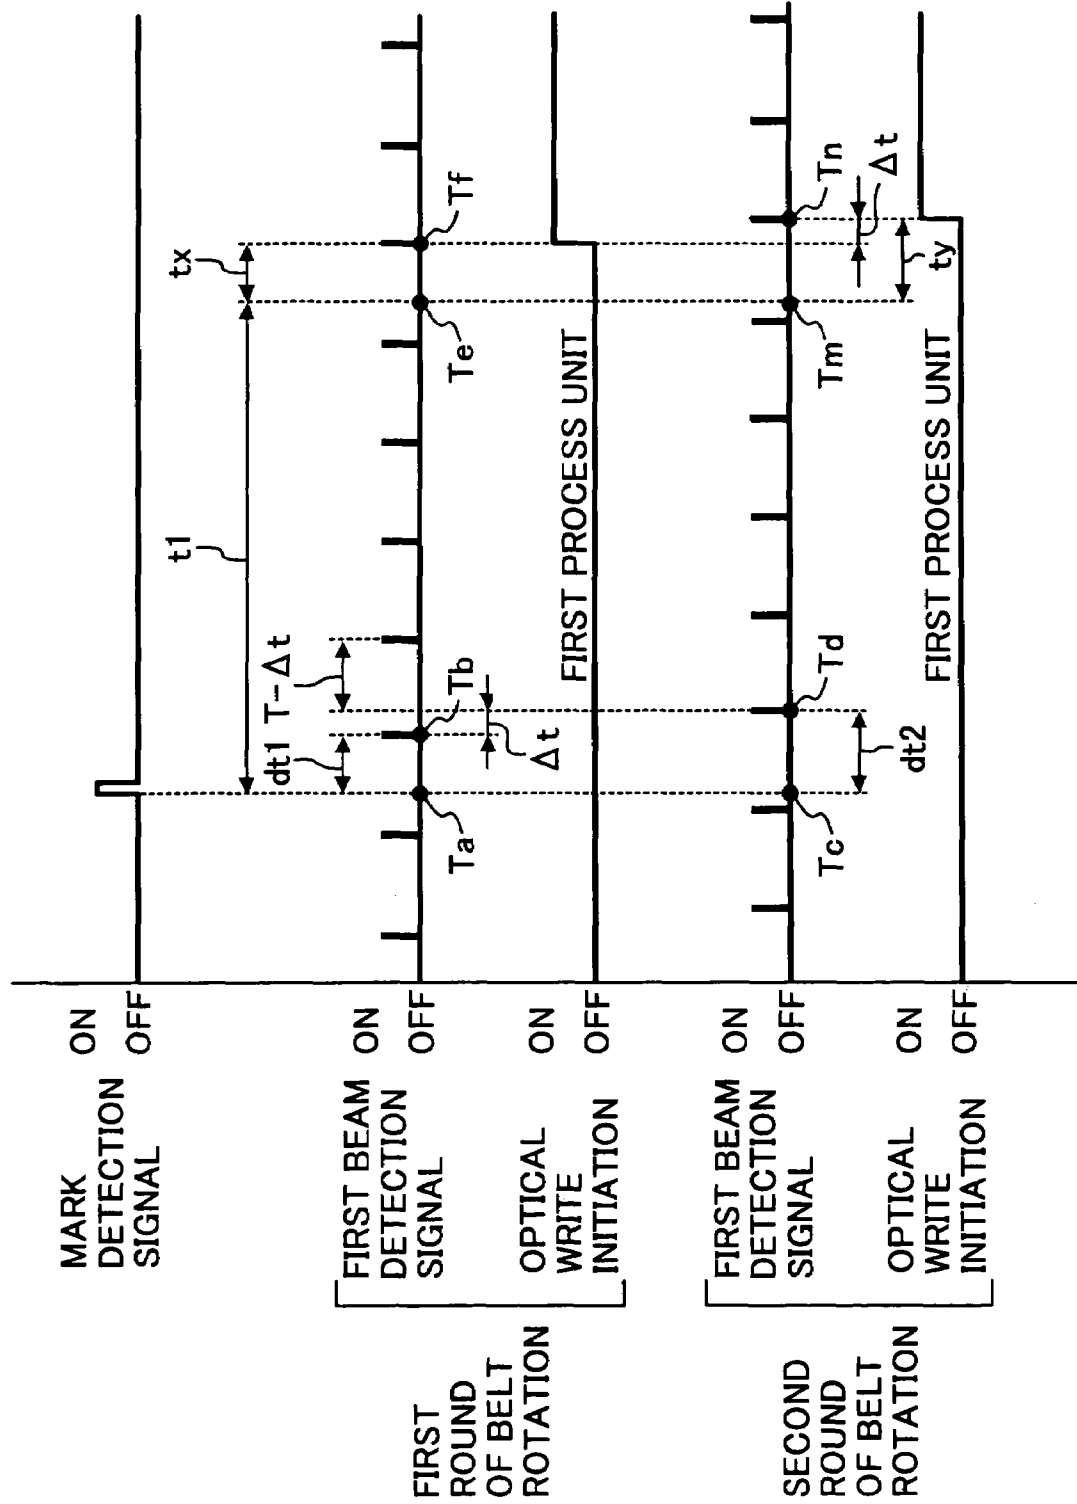 MARK
DETECTION
SIGNAL
ON
OFF
t1
tx
FIRST
ROUND
OF BELT
ROTATION
FIRST BEAM
DETECTION
SIGNAL
ON
OFF
dt1
T-Δt
Ta
Tb
Δt
Te
Tf
OPTICAL
WRITE
INITIATION
ON
OFF
FIRST PROCESS UNIT
SECOND
ROUND
OF BELT
ROTATION
FIRST BEAM
DETECTION
SIGNAL
ON
OFF
Tc
Td
dt2
Tm
Tn
Δt
ty
OPTICAL
WRITE
INITIATION
ON
OFF
FIRST PROCESS UNIT